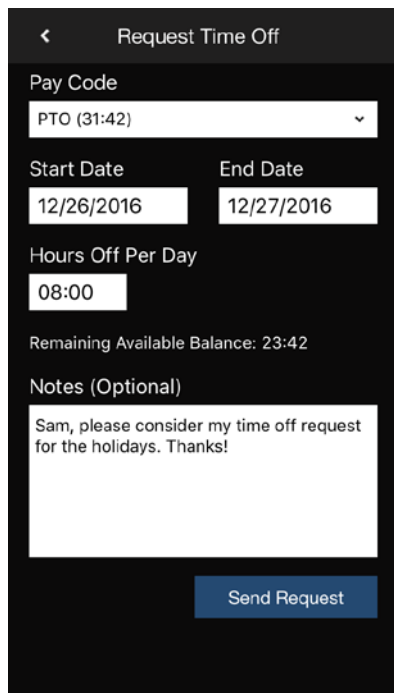 Request Time Off
Pay Code
PTO (31:42)
Start Date End Date
12/26/2016 12/27/2016
Hours Off Per Day
08:00
Remaining Available Balance: 23:42
Notes (Optional)
Sam, please consider my time off request
for the holidays. Thanks!
Send Request